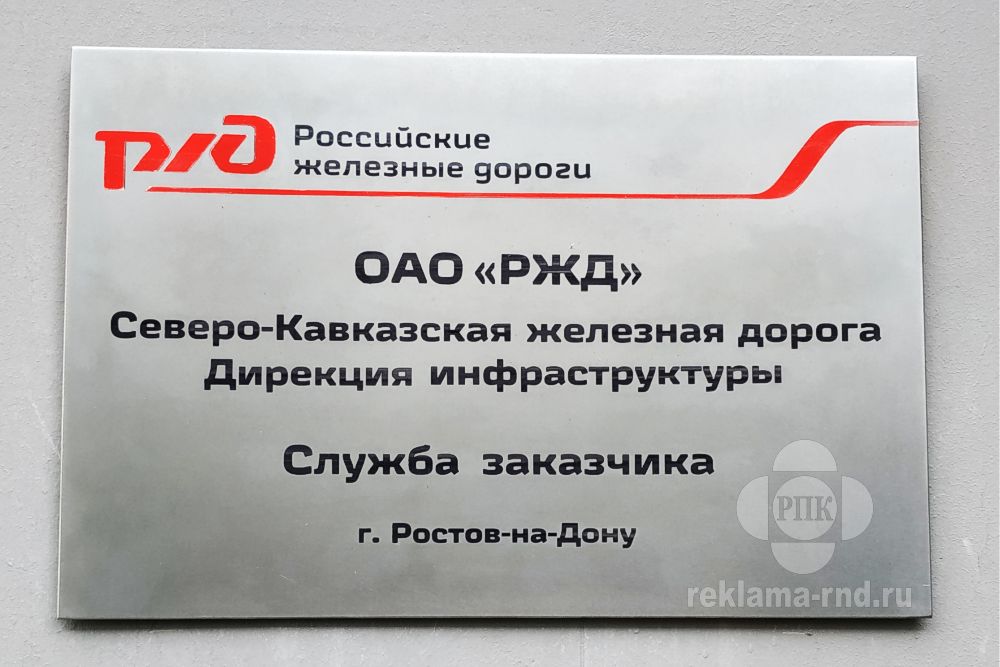 РЖД Российские
железные дороги
ОАО «РЖД»
Северо-Кавказская железная дорога
Дирекция инфраструктуры
Служба заказчика
г. Ростов-на-Дону
РПК
reklama-rnd.ru